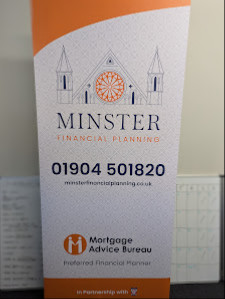 MINSTER
FINANCIAL PLANNING
01904 501820
minsterfinancialplanning.co.uk
Mortgage
Advice Bureau
Preferred Financial Planner
In Partnership with